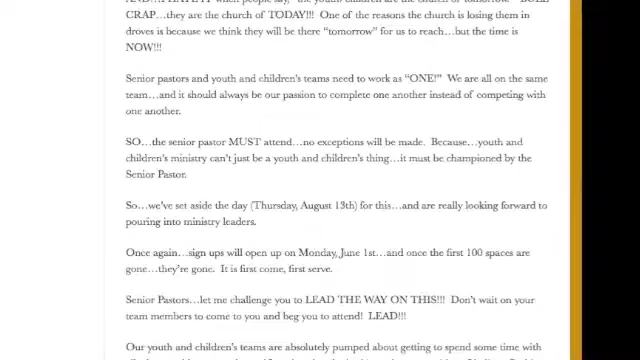 CRAP…they are the church of TODAY!!!  One of the reasons the church is losing them in
droves is because we think they will be there “tomorrow” for us to reach…but the time is
NOW!!!
Senior pastors and youth and children’s teams need to work as “ONE!”  We are all on the same
team…and it should always be our passion to complete one another instead of competing with
one another.
SO…the senior pastor MUST attend…no exceptions will be made.  Because…youth and
children’s ministry can’t just be a youth and children’s thing…it must be championed by the
Senior Pastor.
So…we’ve set aside the day (Thursday, August 13th) for this…and are really looking forward to
pouring into ministry leaders.
Once again…sign ups will open up on Monday, June 1st…and once the first 100 spaces are
gone…they’re gone.  It is first come, first serve.
Senior Pastors…let me challenge you to LEAD THE WAY ON THIS!!!  Don’t wait on your
team members to come to you and beg you to attend!  LEAD!!!
Our youth and children’s teams are absolutely pumped about getting to spend some time with